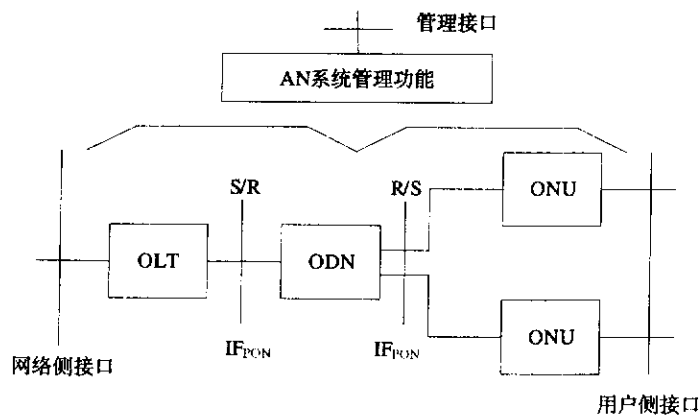 管理接口
AN系统管理功能
S/R
R/S
ONU
OLT
ODN
ONU
IFPON
IFPON
网络侧接口
用户侧接口